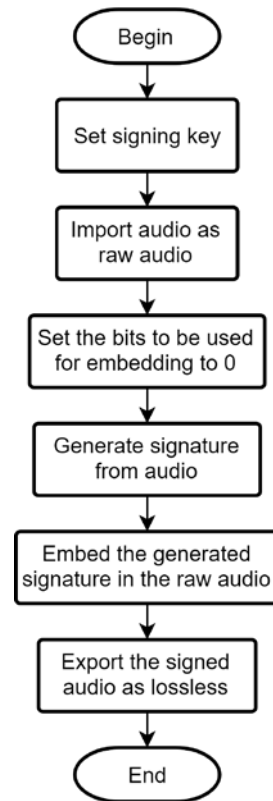 Begin
Set signing key
Import audio as
raw audio
Set the bits to be used
for embedding to 0
Generate signature
from audio
Embed the generated
signature in the raw audio
Export the signed
audio as lossless
End